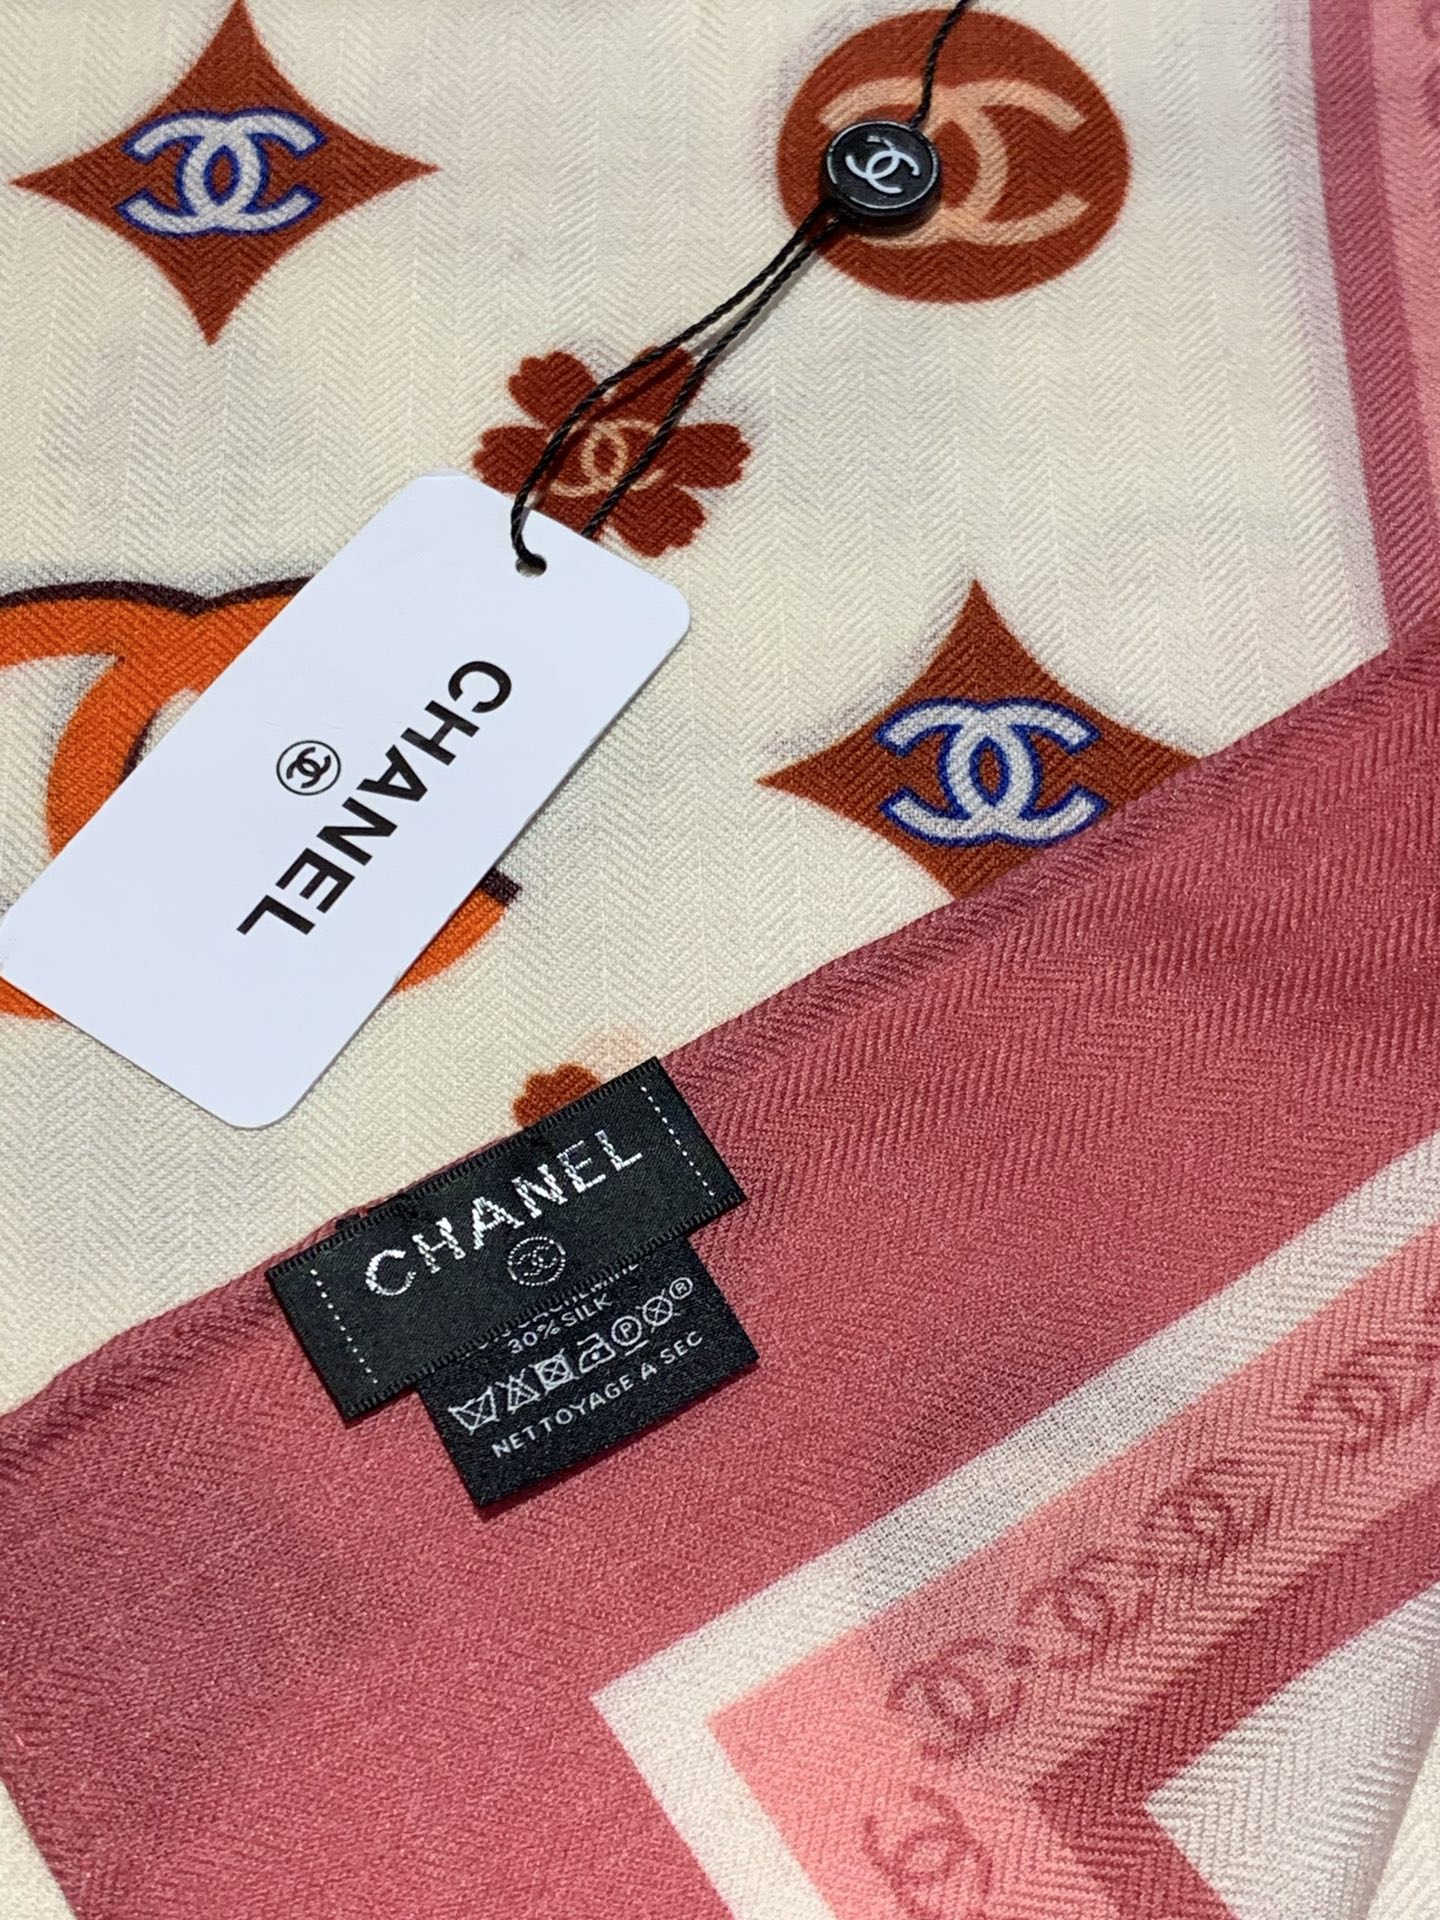 CHANEL
CHANEL
30% SILK
NETTOYAGE A SEC